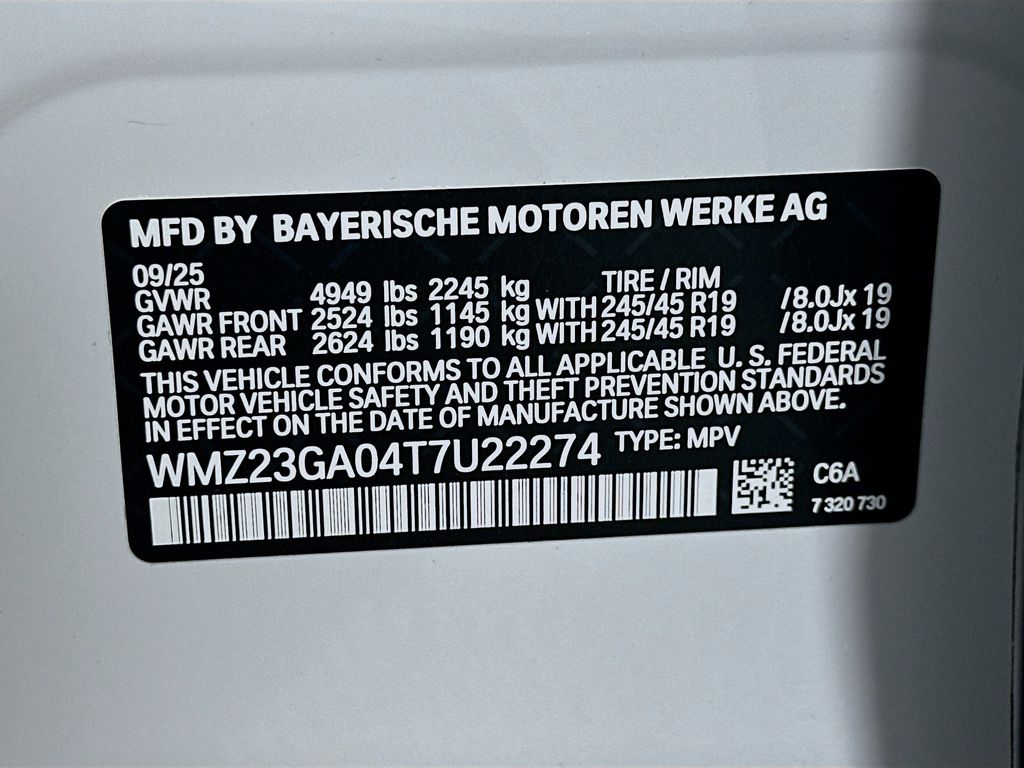 MFD BY BAYERISCHE MOTOREN WERKE AG
09/25 TIRE / RIM
GVWR 4949 lbs 2245 kg
GAWR FRONT 2524 lbs 1145 kg WITH 245/45 R19 /8.0Jx 19
GAWR REAR 2624 lbs 1190 kg WITH 245/45 R19 /8.0Jx 19
THIS VEHICLE CONFORMS TO ALL APPLICABLE U. S. FEDERAL
MOTOR VEHICLE SAFETY AND THEFT PREVENTION STANDARDS
IN EFFECT ON THE DATE OF MANUFACTURE SHOWN ABOVE.
WMZ23GA04T7U22274 TYPE: MPV
C6A
7 320 730